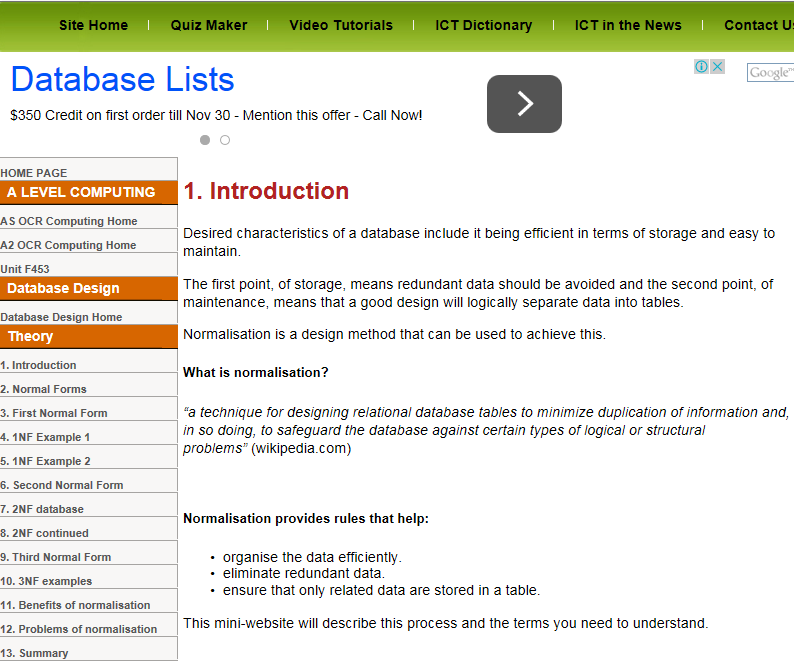 Site Home | Quiz Maker | Video Tutorials | ICT Dictionary | ICT in the News | Contact Us
Database Lists
Google™
$350 Credit on first order till Nov 30 - Mention this offer - Call Now!
HOME PAGE
A LEVEL COMPUTING
AS OCR Computing Home
A2 OCR Computing Home
Unit F453
Database Design
Database Design Home
Theory
1. Introduction
2. Normal Forms
3. First Normal Form
4. 1NF Example 1
5. 1NF Example 2
6. Second Normal Form
7. 2NF database
8. 2NF continued
9. Third Normal Form
10. 3NF examples
11. Benefits of normalisation
12. Problems of normalisation
13. Summary
1. Introduction
Desired characteristics of a database include it being efficient in terms of storage and easy to
maintain.
The first point, of storage, means redundant data should be avoided and the second point, of
maintenance, means that a good design will logically separate data into tables.
Normalisation is a design method that can be used to achieve this.
What is normalisation?
“a technique for designing relational database tables to minimize duplication of information and,
in so doing, to safeguard the database against certain types of logical or structural
problems” (wikipedia.com)
Normalisation provides rules that help:
• organise the data efficiently.
• eliminate redundant data.
• ensure that only related data are stored in a table.
This mini-website will describe this process and the terms you need to understand.